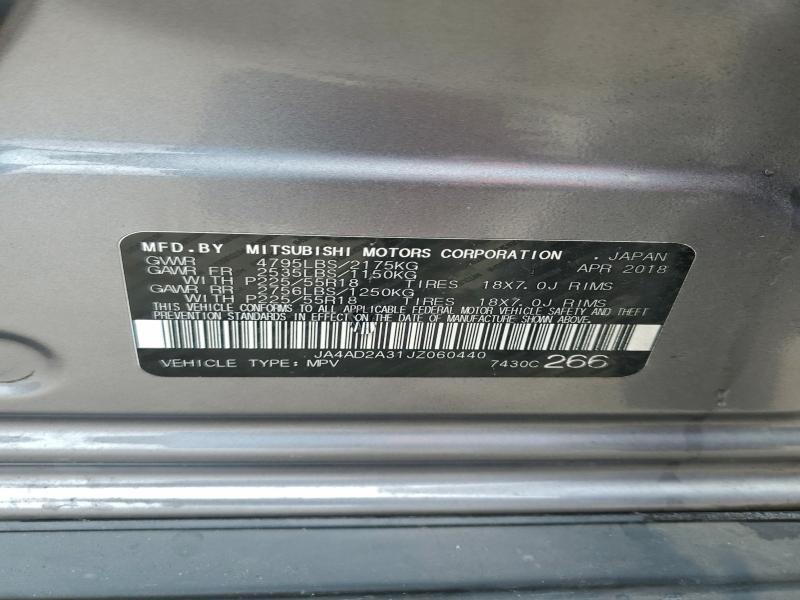 MFD.BY MITSUBISHI MOTORS CORPORATION . JAPAN
GVWR 4795LBS/2175KG APR 2018
GAWR FR 2535LBS/1150KG
WITH P225/55R18 TIRES 18X7.0J RIMS
GAWR RR 2756LBS/1250KG
WITH P225/55R18 TIRES 18X7.0J RIMS
THIS VEHICLE CONFORMS TO ALL APPLICABLE FEDERAL MOTOR VEHICLE SAFETY AND THEFT
PREVENTION STANDARDS IN EFFECT ON THE DATE OF MANUFACTURE SHOWN ABOVE.
JA4AD2A31JZ060440
VEHICLE TYPE: MPV 7430C 266